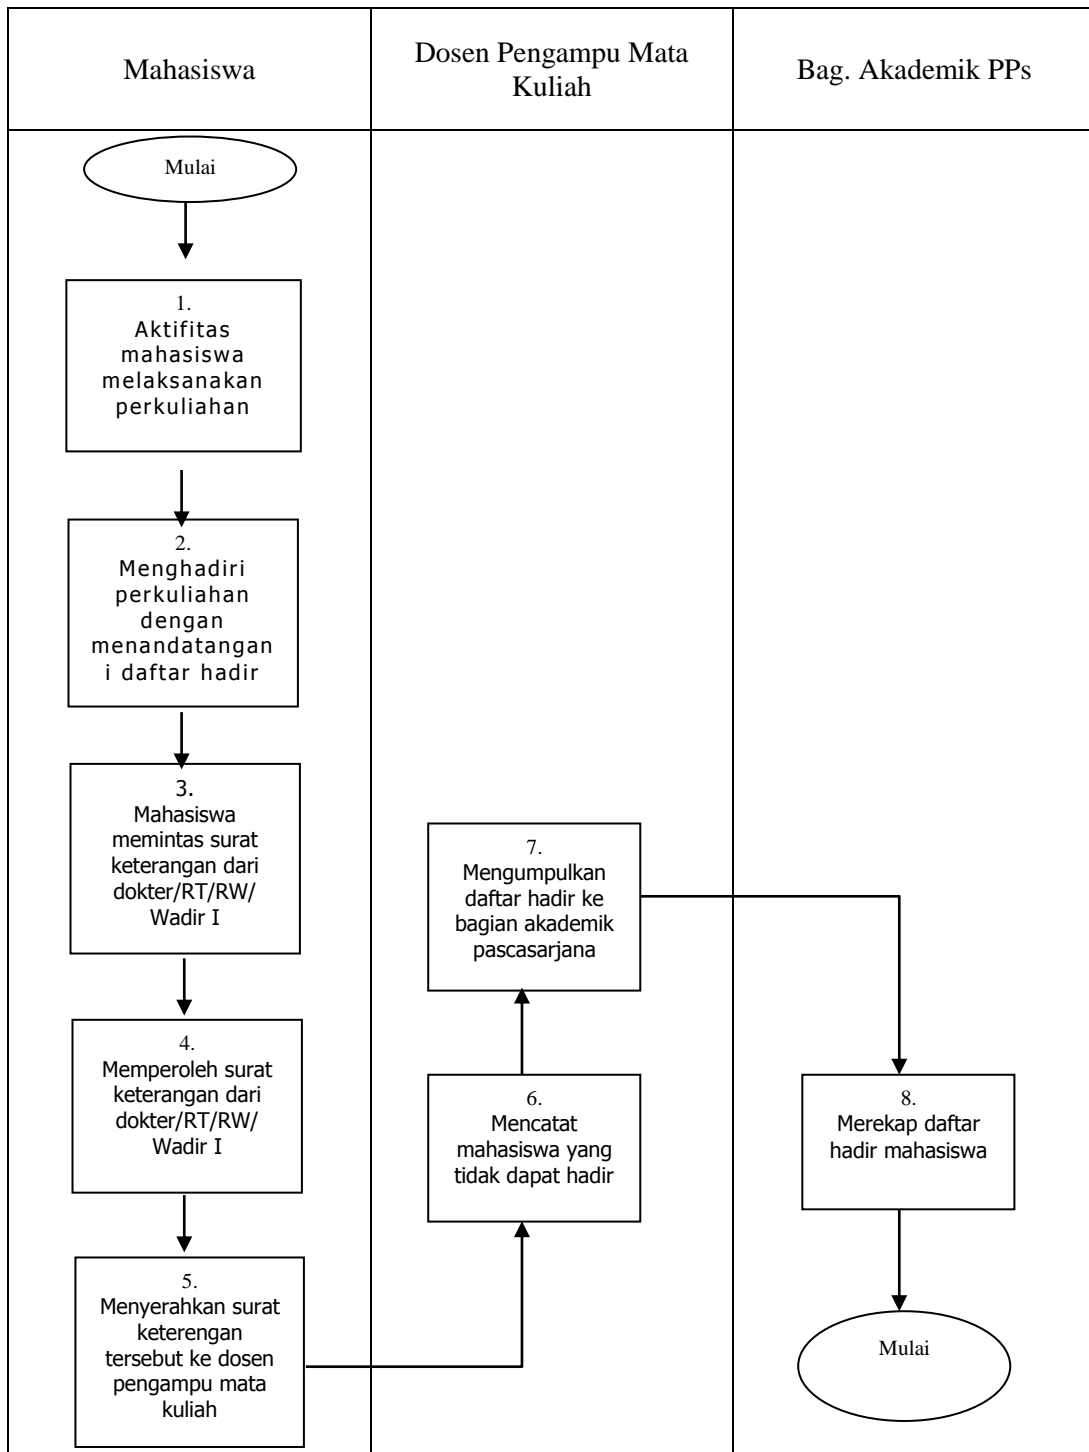 Mahasiswa
Dosen Pengampu Mata
Kuliah
Bag. Akademik PPs
Mulai
1.
Aktifitas
mahasiswa
melaksanakan
perkuliahan
2.
Menghadiri
perkuliahan
dengan
menandatangan
i daftar hadir
3.
Mahasiswa
memintas surat
keterangan dari
dokter/RT/RW/
Wadir I
4.
Memperoleh surat
keterangan dari
dokter/RT/RW/
Wadir I
5.
Menyerahkan surat
keterengan
tersebut ke dosen
pengampu mata
kuliah
6.
Mencatat
mahasiswa yang
tidak dapat hadir
7.
Mengumpulkan
daftar hadir ke
bagian akademik
pascasarjana
8.
Merekap daftar
hadir mahasiswa
Mulai